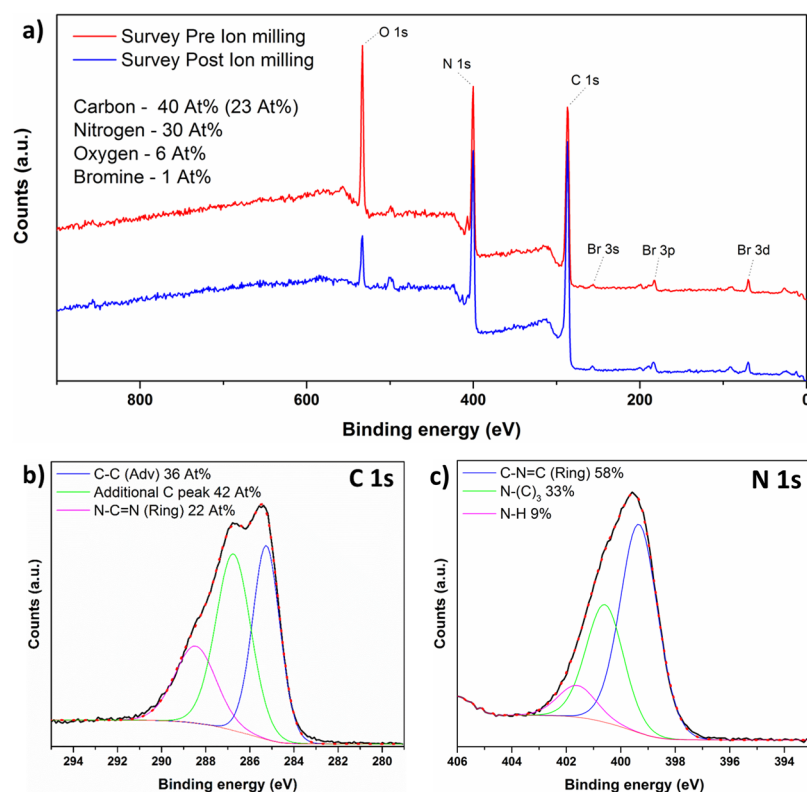 a)
Survey Pre Ion milling
Survey Post Ion milling
O 1s
N 1s
C 1s
Carbon - 40 At% (23 At%)
Nitrogen - 30 At%
Oxygen - 6 At%
Bromine - 1 At%
Br 3s
Br 3p
Br 3d
Counts (a.u.)
800 600 400 200 0
Binding energy (eV)
b)
C 1s
C-C (Adv) 36 At%
Additional C peak 42 At%
N-C=N (Ring) 22 At%
Counts (a.u.)
294 292 290 288 286 284 282 280
Binding energy (eV)
c)
N 1s
C-N=C (Ring) 58%
N-(C)₃ 33%
N-H 9%
Counts (a.u.)
406 404 402 400 398 396 394
Binding energy (eV)